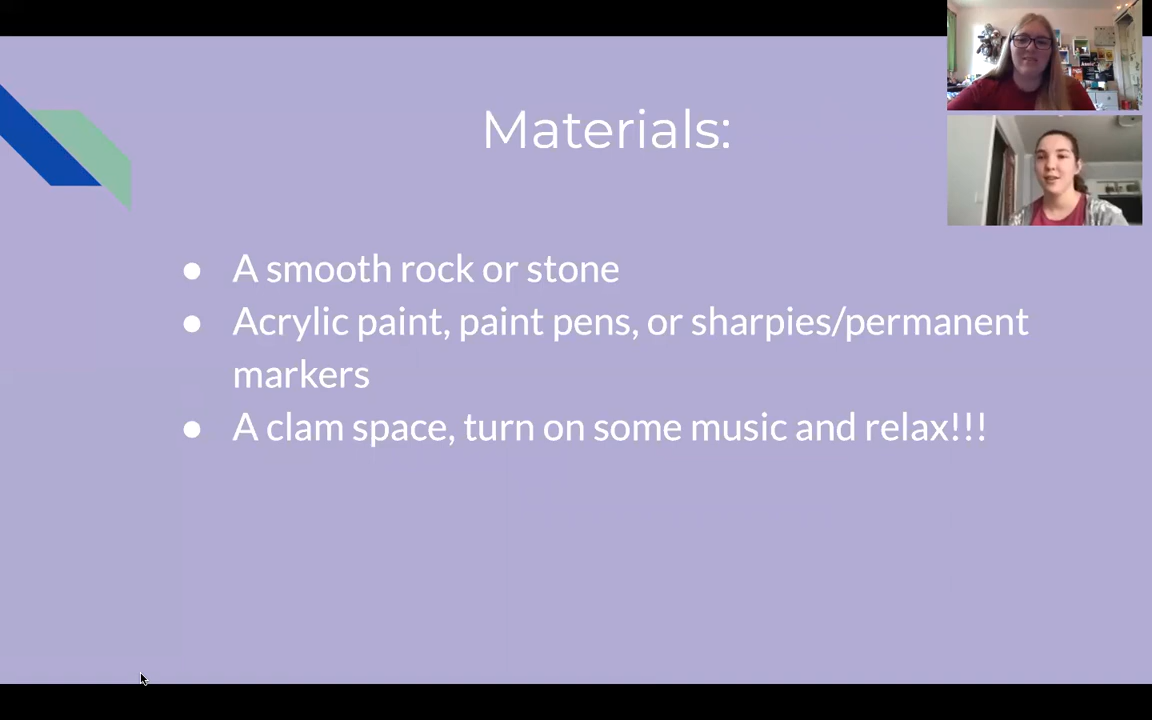 Materials:
● A smooth rock or stone
● Acrylic paint, paint pens, or sharpies/permanent
markers
● A clam space, turn on some music and relax!!!